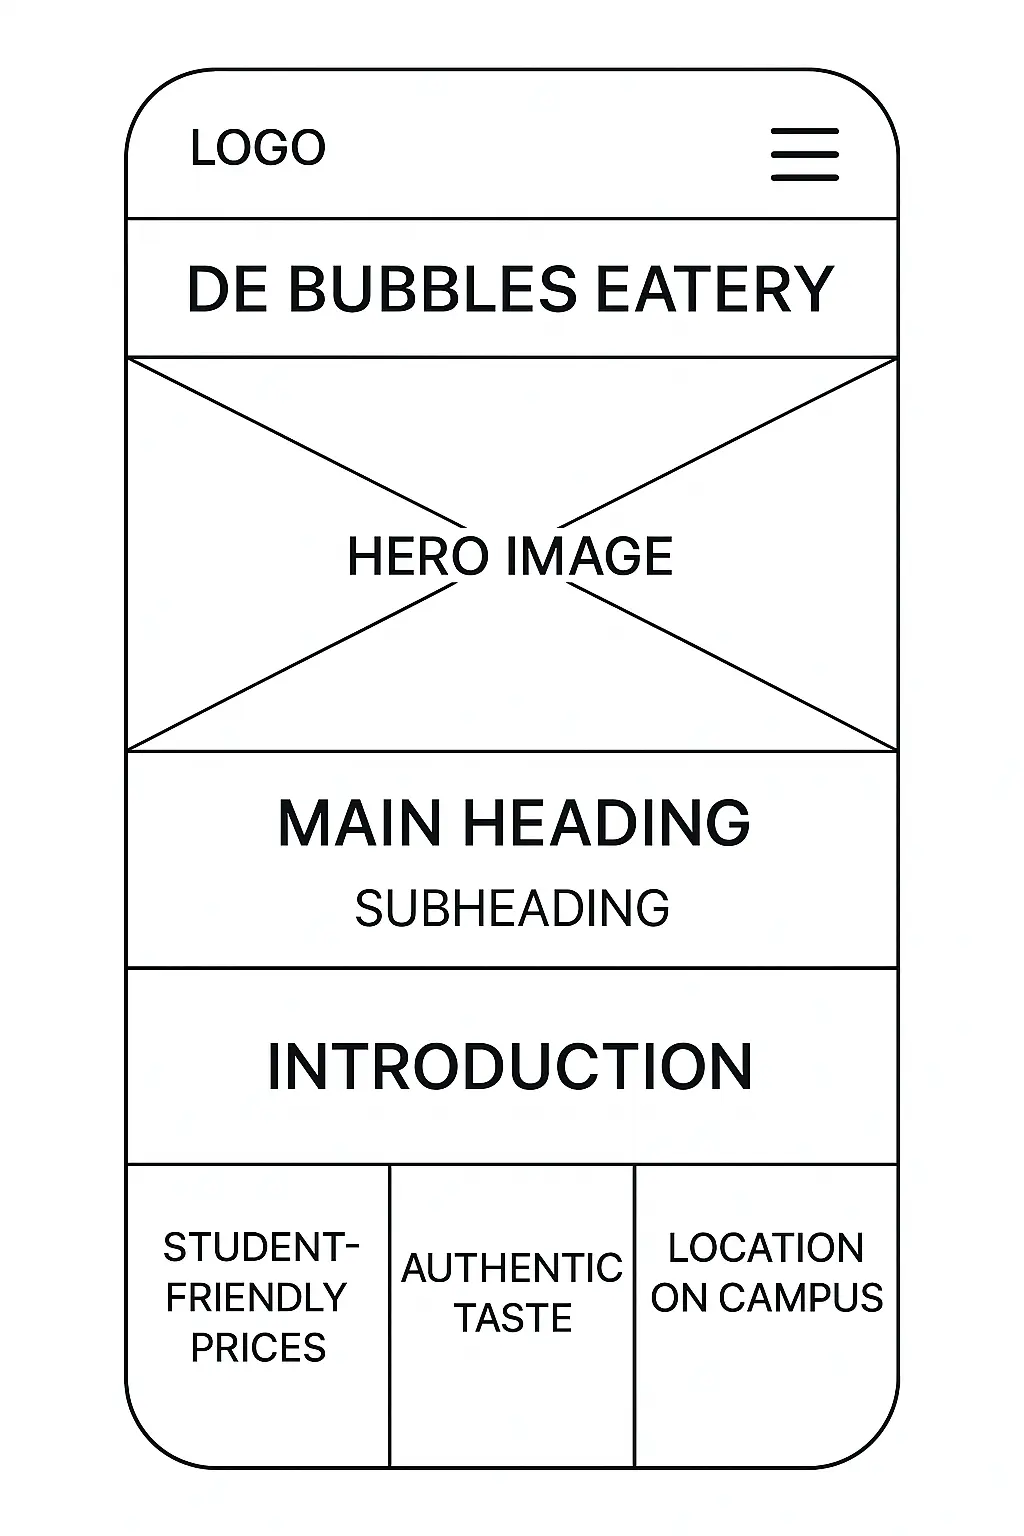 LOGO
DE BUBBLES EATERY
HERO IMAGE
MAIN HEADING
SUBHEADING
INTRODUCTION
STUDENT-
FRIENDLY
PRICES
AUTHENTIC
TASTE
LOCATION
ON CAMPUS